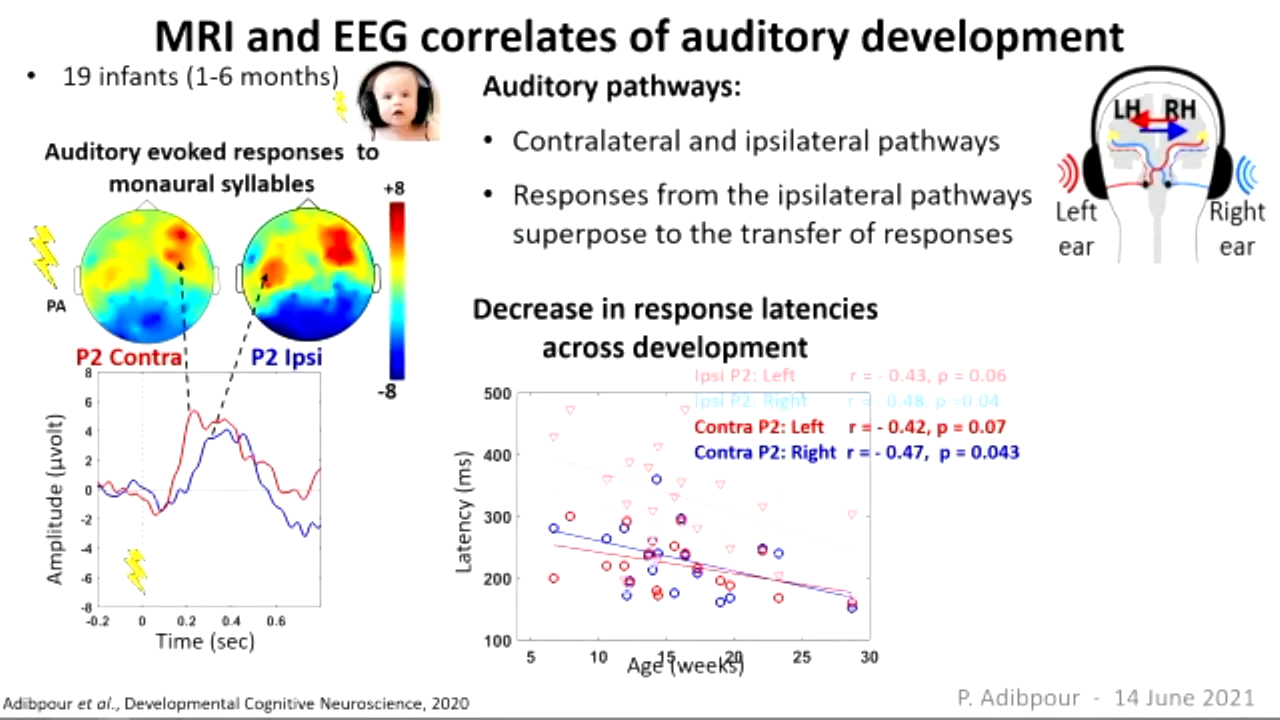 MRI and EEG correlates of auditory development
• 19 infants (1-6 months)
Auditory evoked responses to
monaural syllables
+8
PA
P2 Contra
P2 Ipsi
-8
8
6
4
2
0
-2
-4
-6
-8
Amplitude (µvolt)
-0.2 0 0.2 0.4 0.6
Time (sec)
Auditory pathways:
• Contralateral and ipsilateral pathways
• Responses from the ipsilateral pathways
superpose to the transfer of responses
LH RH
Left
ear
Right
ear
Decrease in response latencies
across development
Ipsi P2: Left r = - 0.43, p = 0.06
Ipsi P2: Right r = - 0.48, p =0.04
Contra P2: Left r = - 0.42, p = 0.07
Contra P2: Right r = - 0.47, p = 0.043
500
400
300
200
100
Latency (ms)
5 10 15 20 25 30
Age (weeks)
Adibpour et al., Developmental Cognitive Neuroscience, 2020
P. Adibpour - 14 June 2021